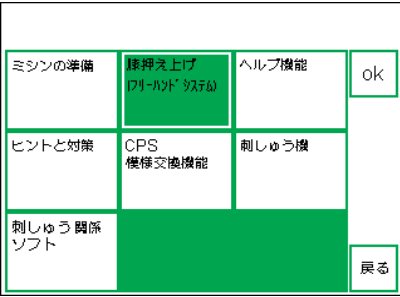 ミシンの準備
膝押え上げ
(フリーハンドシステム)
ヘルプ機能
ok
ヒントと対策
CPS
模様交換機能
刺しゅう機
刺しゅう関係
ソフト
戻る